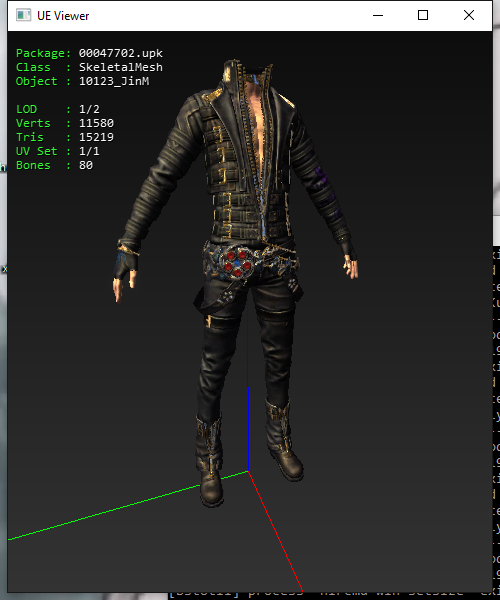 UE Viewer
Package: 00047702.upk
Class : SkeletalMesh
Object : 10123_JinM
LOD : 1/2
Verts : 11580
Tris : 15219
UV Set : 1/1
Bones : 80